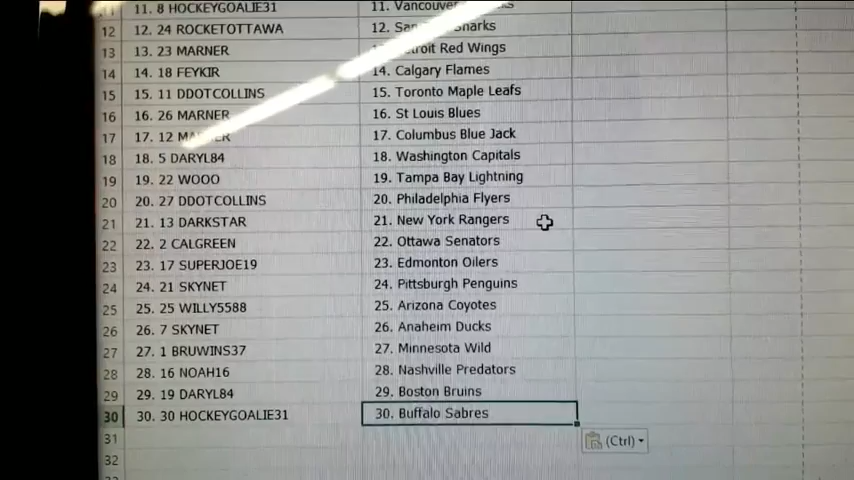 11. 8 HOCKEYGOALIE31 11. Vancouver
12 12. 24 ROCKETOTTAWA 12.
13 13. 23 MARNER Red Wings
14 14. 18 FEYKIR 14. Calgary Flames
15 15. 11 DDOTCOLLINS 15. Toronto Maple Leafs
16 16. 26 MARNER 16. St Louis Blues
17 17. 12 17. Columbus Blue Jack
18 18. 5 DARYL84 18. Washington Capitals
19 19. 22 WOOO 19. Tampa Bay Lightning
20 20. 27 DDOTCOLLINS 20. Philadelphia Flyers
21 21. 13 DARKSTAR 21. New York Rangers
22 22. 2 CALGREEN 22. Ottawa Senators
23 23. 17 SUPERJOE19 23. Edmonton Oilers
24 24. 21 SKYNET 24. Pittsburgh Penguins
25 25. 25 WILLY5588 25. Arizona Coyotes
26 26. 7 SKYNET 26. Anaheim Ducks
27 27. 1 BRUWINS37 27. Minnesota Wild
28 28. 16 NOAH16 28. Nashville Predators
29 29. 19 DARYL84 29. Boston Bruins
30 30. 30 HOCKEYGOALIE31 30. Buffalo Sabres
31 (Ctrl)
32